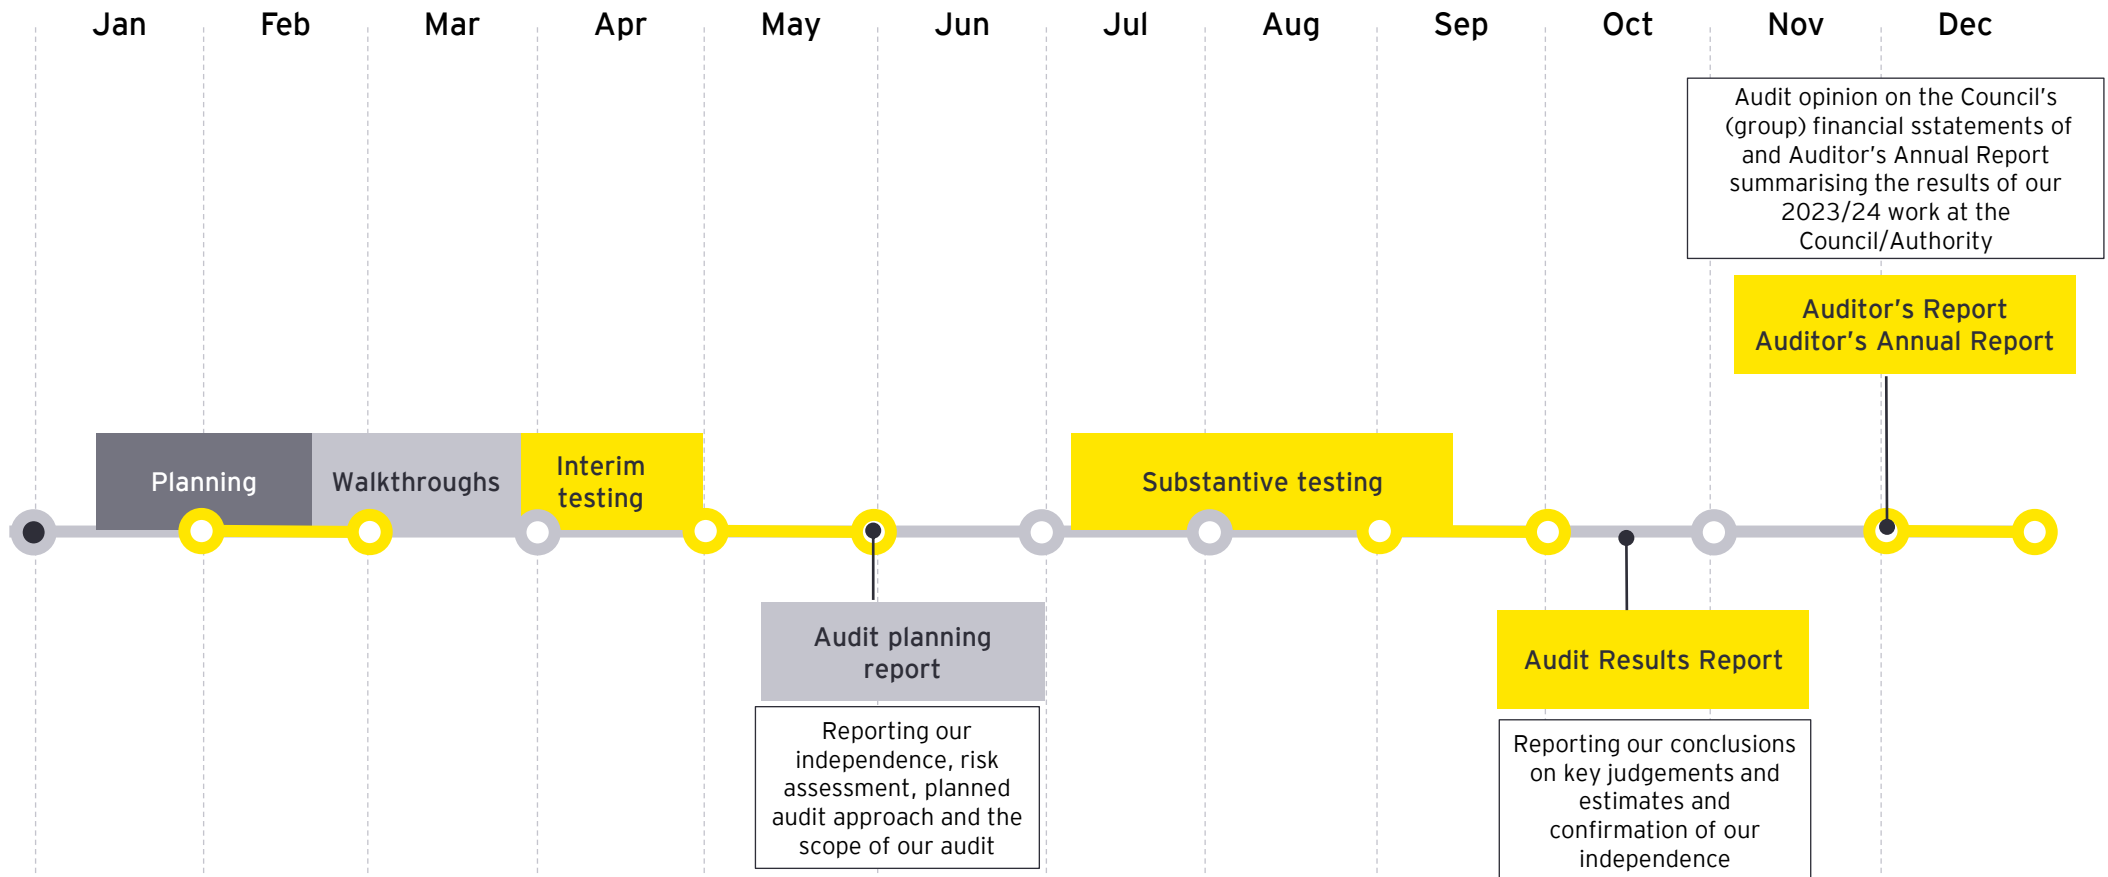 Jan Feb Mar Apr May Jun Jul Aug Sep Oct Nov Dec
Audit opinion on the Council's
(group) financial sstatements of
and Auditor's Annual Report
summarising the results of our
2023/24 work at the
Council/Authority
Auditor's Report
Auditor's Annual Report
Planning
Walkthroughs
Interim
testing
Substantive testing
Audit planning
report
Reporting our
independence, risk
assessment, planned
audit approach and the
scope of our audit
Audit Results Report
Reporting our conclusions
on key judgements and
estimates and
confirmation of our
independence